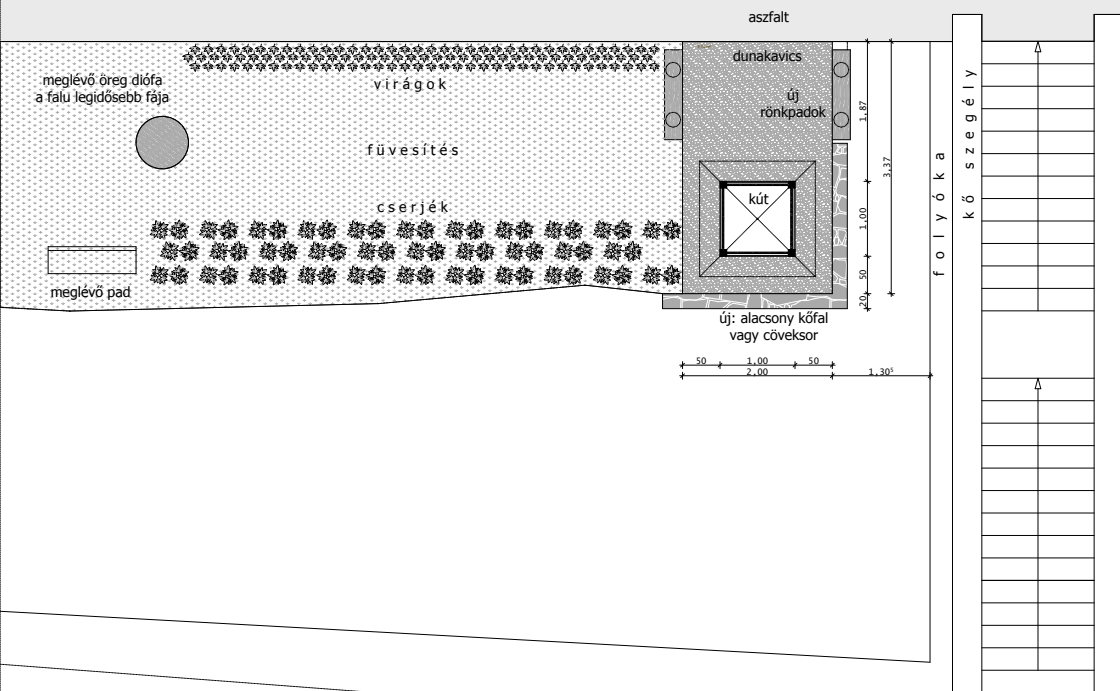 aszfalt
meglévő öreg diófa
a falu legidősebb fája
virágok
dunakavics
új
rönkpadok
füvesítés
cserjék
kút
meglévő pad
új: alacsony kőfal
vagy cöveksor
1,87
3,37
1,00
50
20
50 1,00 50
2,00 1,30⁵
folyóka
kő szegély